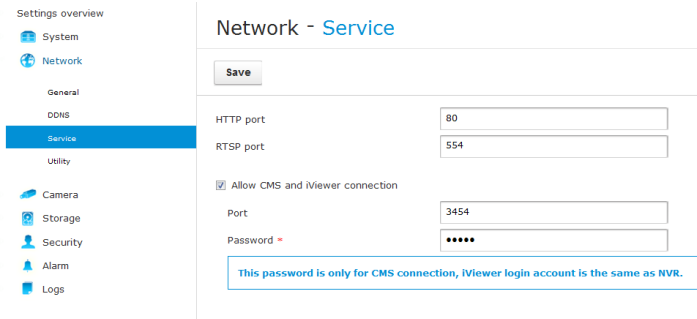 Settings overview
System
Network
General
DDNS
Service
Utility
Camera
Storage
Security
Alarm
Logs
Network - Service
Save
HTTP port 80
RTSP port 554
Allow CMS and iViewer connection
Port 3454
Password * •••••
This password is only for CMS connection, iViewer login account is the same as NVR.